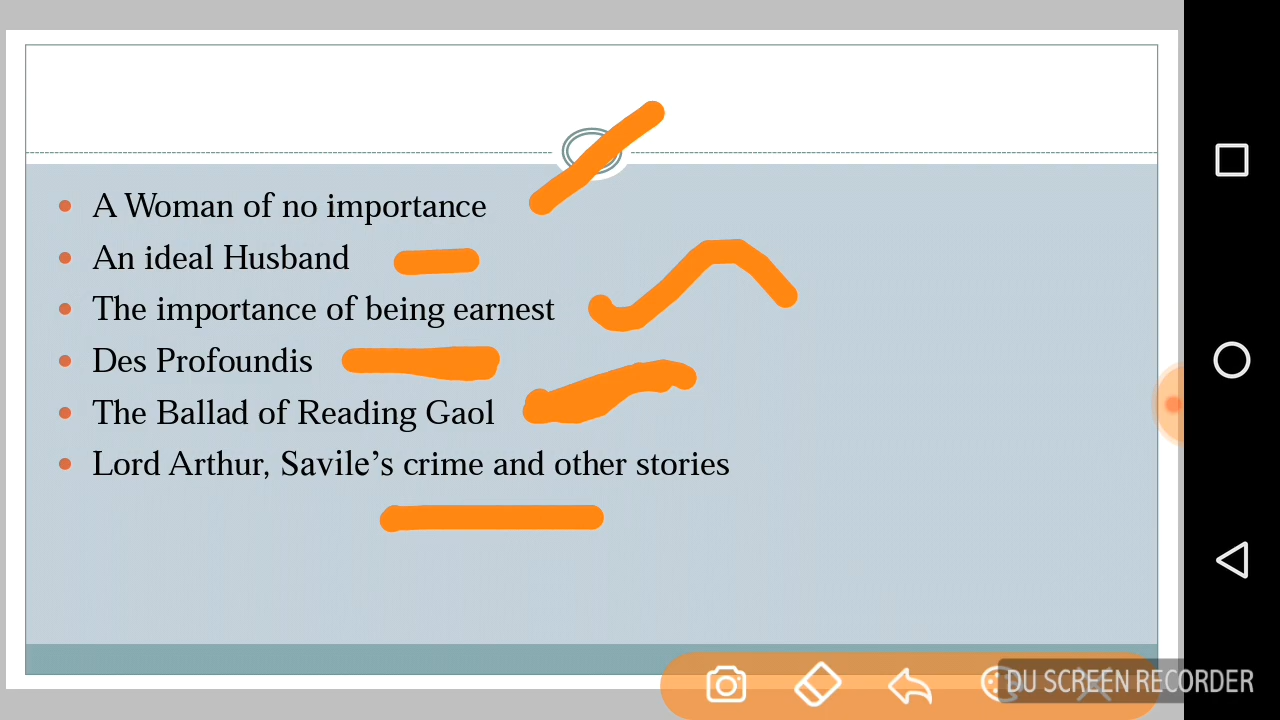 A Woman of no importance
An ideal Husband
The importance of being earnest
Des Profoundis
The Ballad of Reading Gaol
Lord Arthur, Savile's crime and other stories
DU SCREEN RECORDER